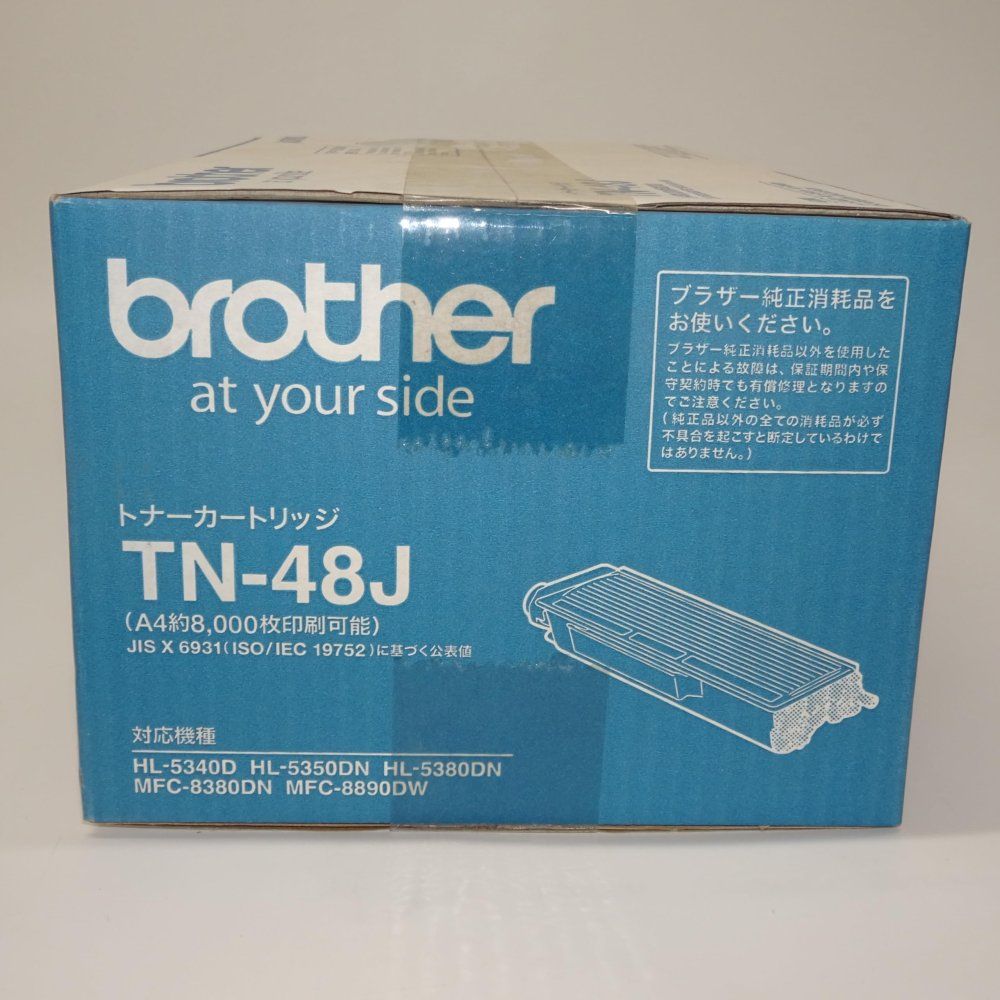 brother
brother
at your side
ブラザー純正消耗品を
お使いください。
ブラザー純正消耗品以外を使用した
ことによる故障は、保証期間内や保
守契約時でも有償修理となりますの
でご注意ください。
(純正品以外の全ての消耗品が必ず
不具合を起こすと断定しているわけで
はありません。)
トナーカートリッジ
TN-48J
(A4約8,000枚印刷可能)
JIS X 6931(ISO/IEC 19752)に基づく公表値
対応機種
HL-5340D HL-5350DN HL-5380DN
MFC-8380DN MFC-8890DW